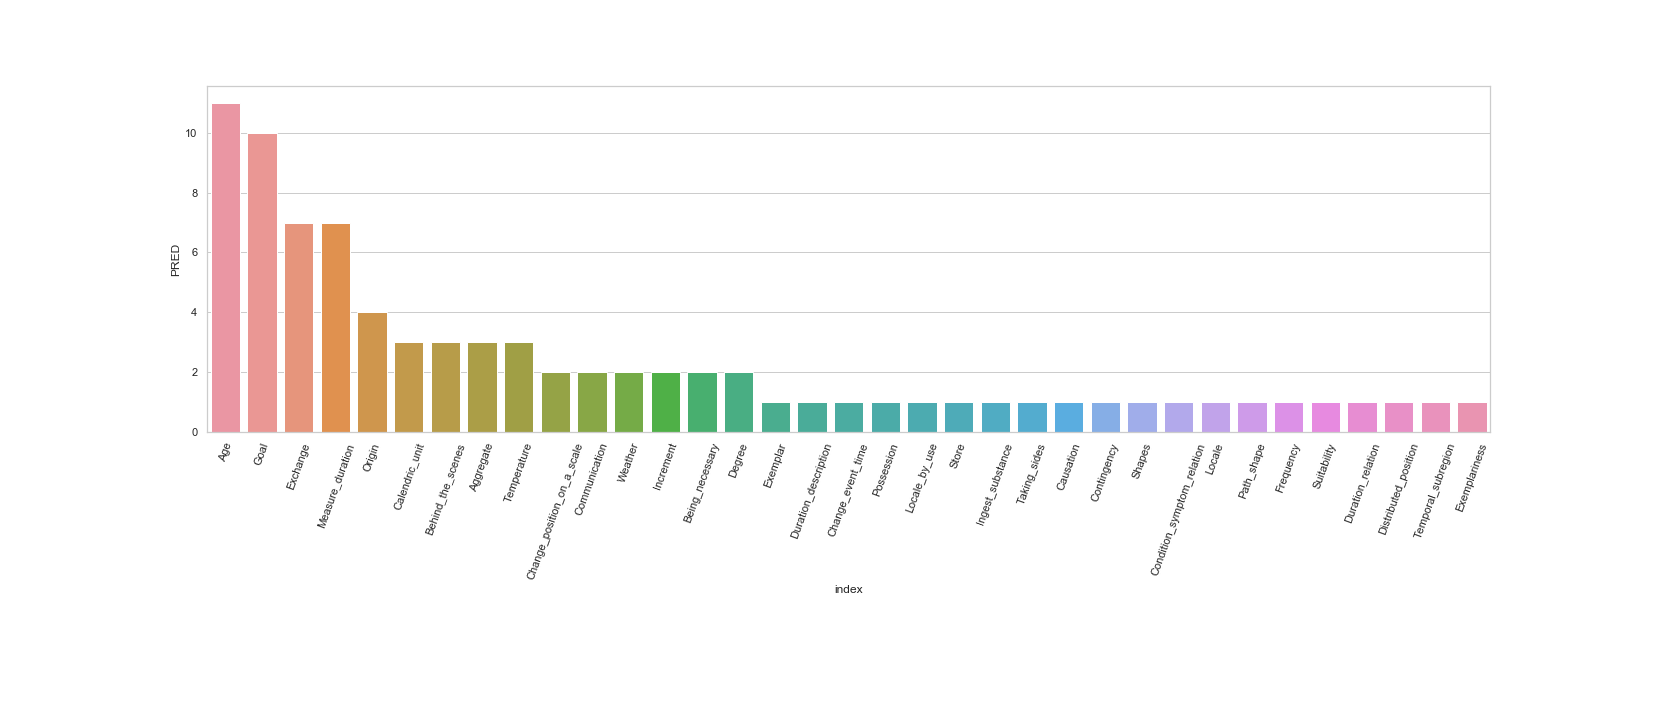 10
8
6
4
2
0
PRED
Age
Goal
Exchange
Measure_duration
Origin
Calendric_unit
Behind_the_scenes
Aggregate
Temperature
Change_position_on_a_scale
Communication
Weather
Increment
Being_necessary
Degree
Exemplar
Duration_description
Change_event_time
Possession
Locale_by_use
Store
Ingest_substance
Taking_sides
Causation
Contingency
Shapes
Condition_symptom_relation
Locale
Path_shape
Frequency
Suitability
Duration_relation
Distributed_position
Temporal_subregion
Exemplariness
index